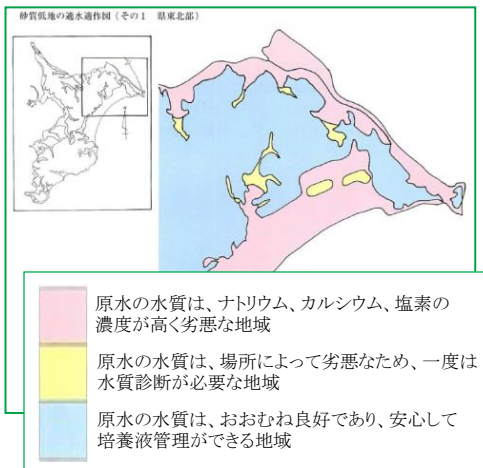 砂質低地の適水適作図（その1　県東北部）
原水の水質は、ナトリウム、カルシウム、塩素の
濃度が高く劣悪な地域
原水の水質は、場所によって劣悪なため、一度は
水質診断が必要な地域
原水の水質は、おおむね良好であり、安心して
培養液管理ができる地域